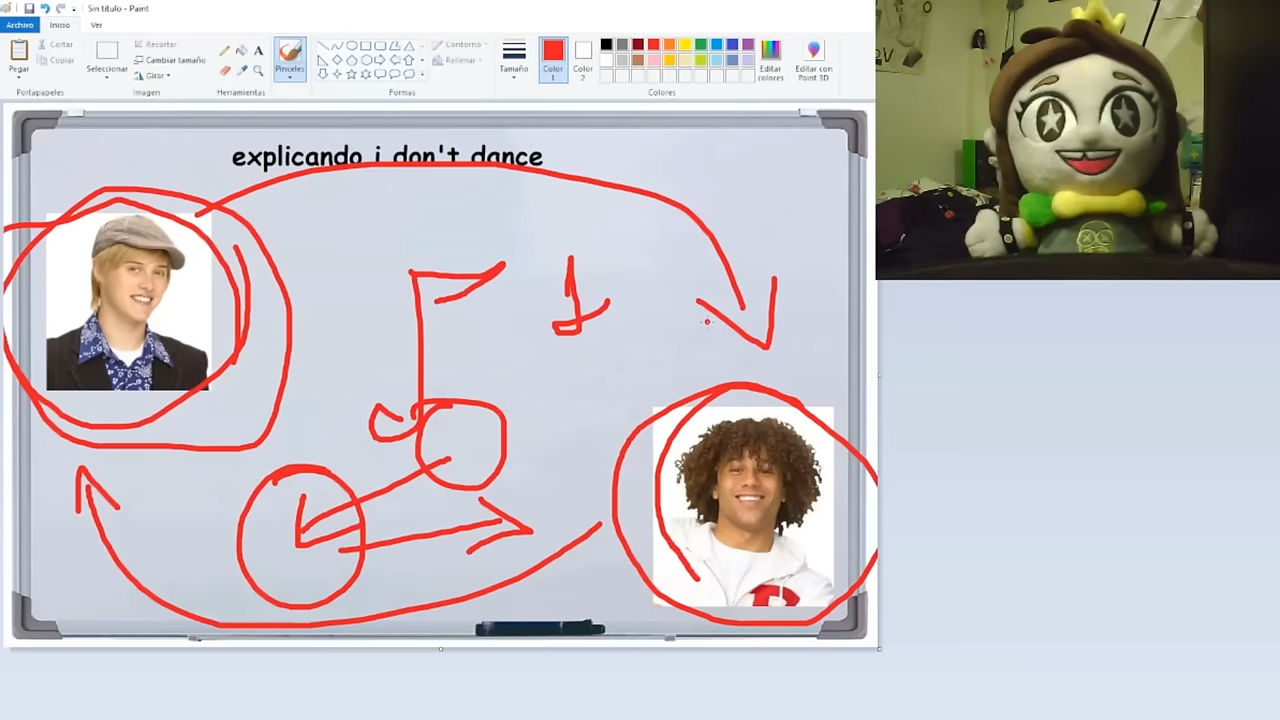 Sin título - Paint
Archivo Inicio Ver
Pegar
Cortar
Copiar
Portapapeles
Seleccionar
Recortar
Cambiar tamaño
Girar
Imagen
A
Herramientas
Pinceles
Contorno
Rellenar
Formas
Tamaño
Color 1
Color 2
Editar colores
Editar con Paint 3D
Colores
explicando i don't dance
1